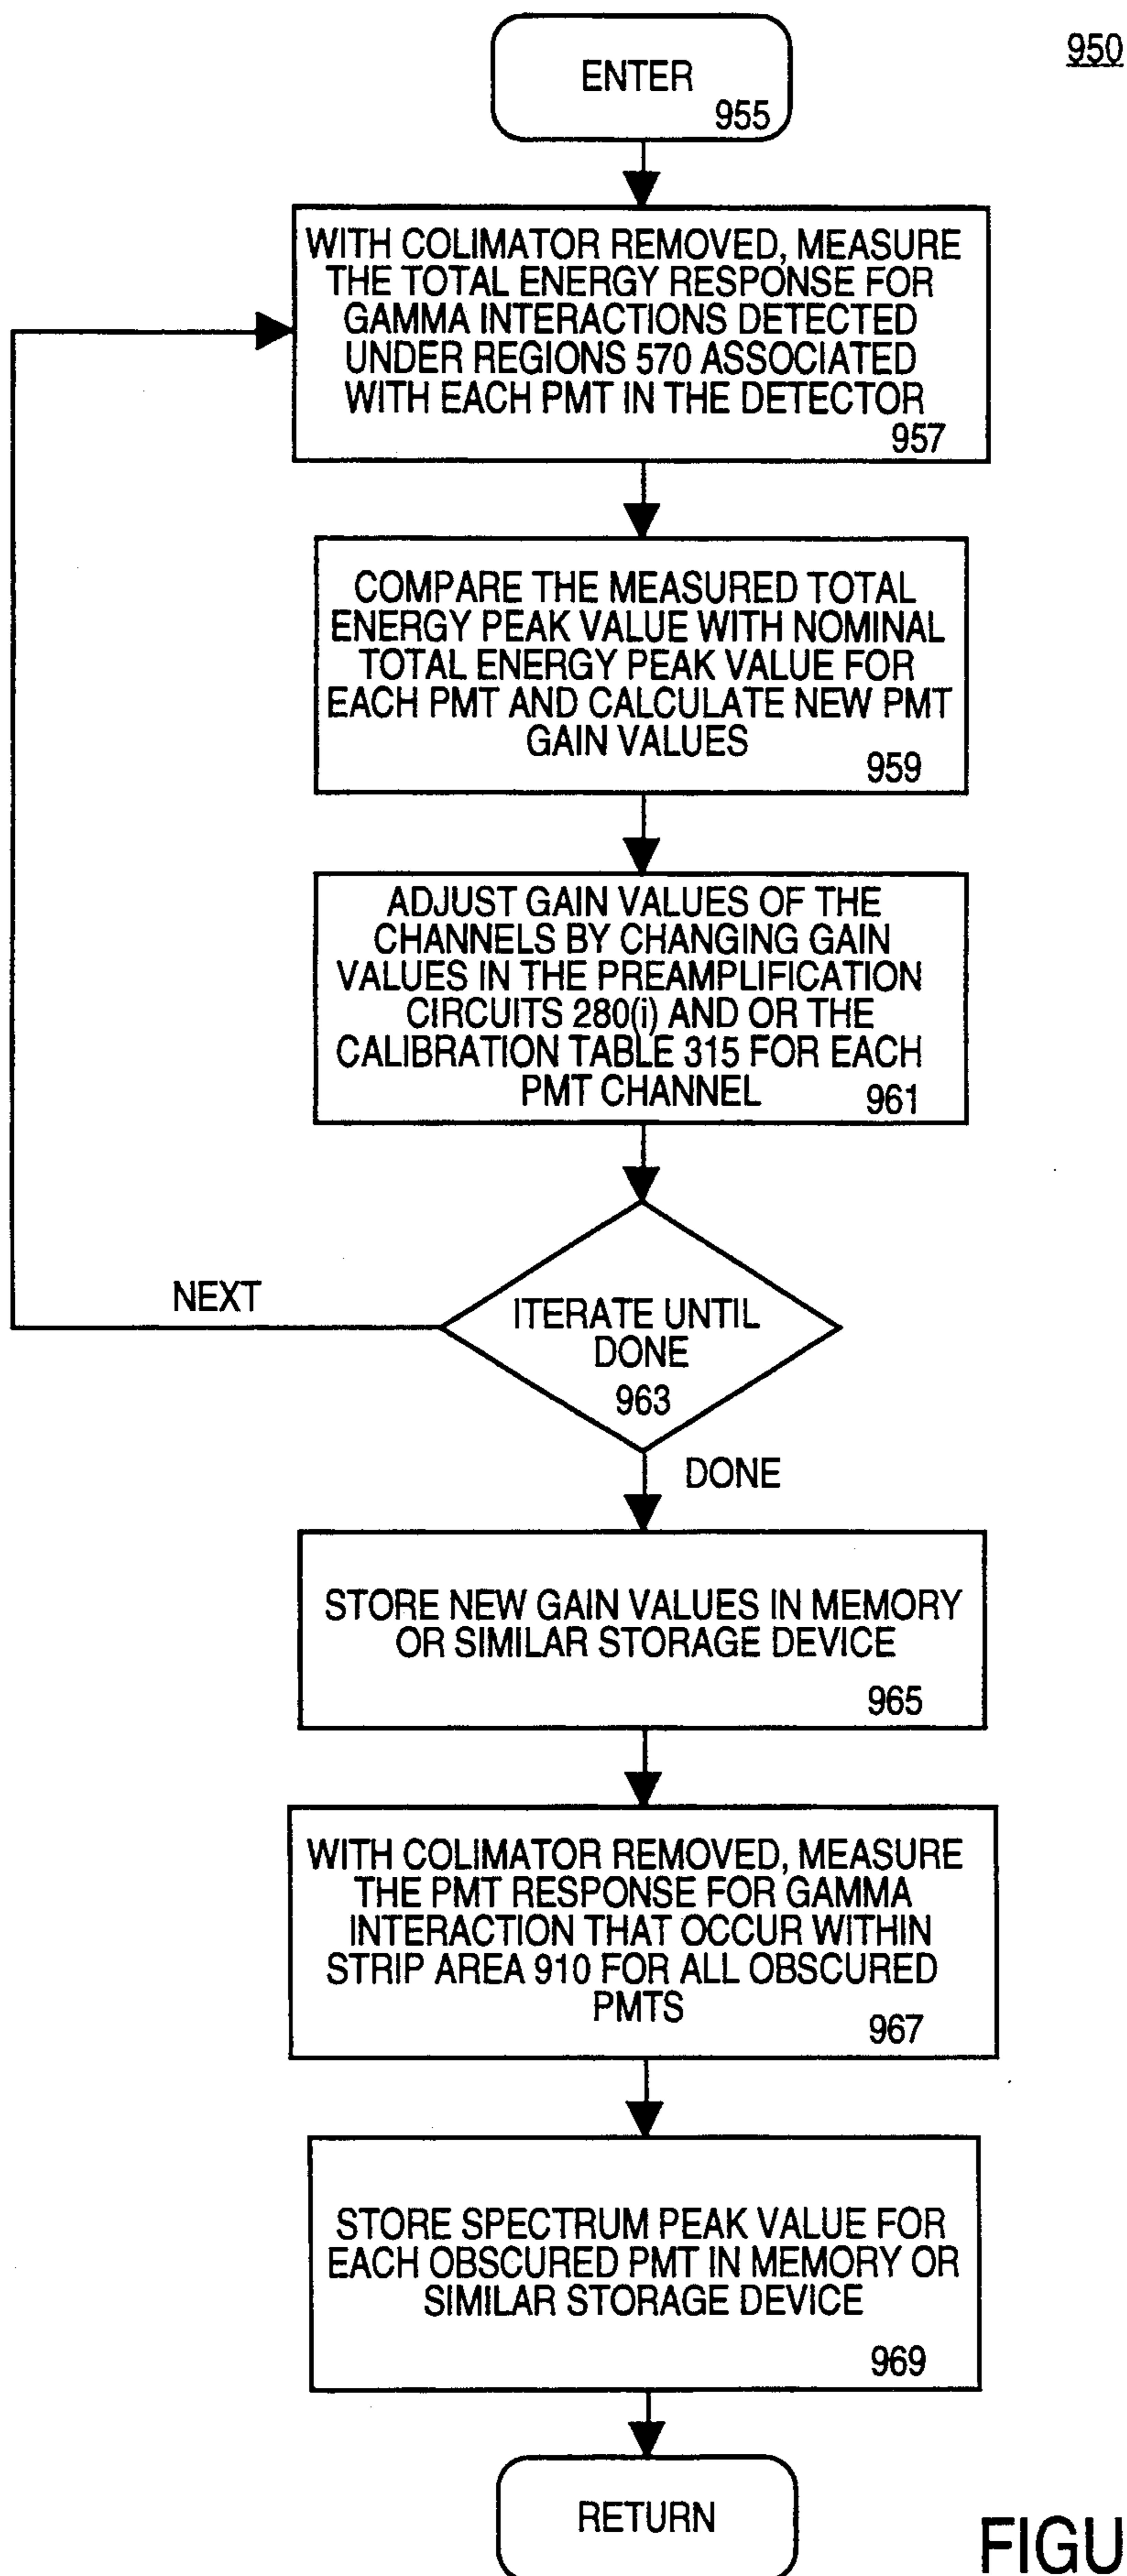 950
ENTER
955
WITH COLIMATOR REMOVED, MEASURE
THE TOTAL ENERGY RESPONSE FOR
GAMMA INTERACTIONS DETECTED
UNDER REGIONS 570 ASSOCIATED
WITH EACH PMT IN THE DETECTOR
957
COMPARE THE MEASURED TOTAL
ENERGY PEAK VALUE WITH NOMINAL
TOTAL ENERGY PEAK VALUE FOR
EACH PMT AND CALCULATE NEW PMT
GAIN VALUES
959
ADJUST GAIN VALUES OF THE
CHANNELS BY CHANGING GAIN
VALUES IN THE PREAMPLIFICATION
CIRCUITS 280(i) AND OR THE
CALIBRATION TABLE 315 FOR EACH
PMT CHANNEL
961
NEXT
ITERATE UNTIL
DONE
963
DONE
STORE NEW GAIN VALUES IN MEMORY
OR SIMILAR STORAGE DEVICE
965
WITH COLIMATOR REMOVED, MEASURE
THE PMT RESPONSE FOR GAMMA
INTERACTION THAT OCCUR WITHIN
STRIP AREA 910 FOR ALL OBSCURED
PMTS
967
STORE SPECTRUM PEAK VALUE FOR
EACH OBSCURED PMT IN MEMORY OR
SIMILAR STORAGE DEVICE
969
RETURN
FIGU